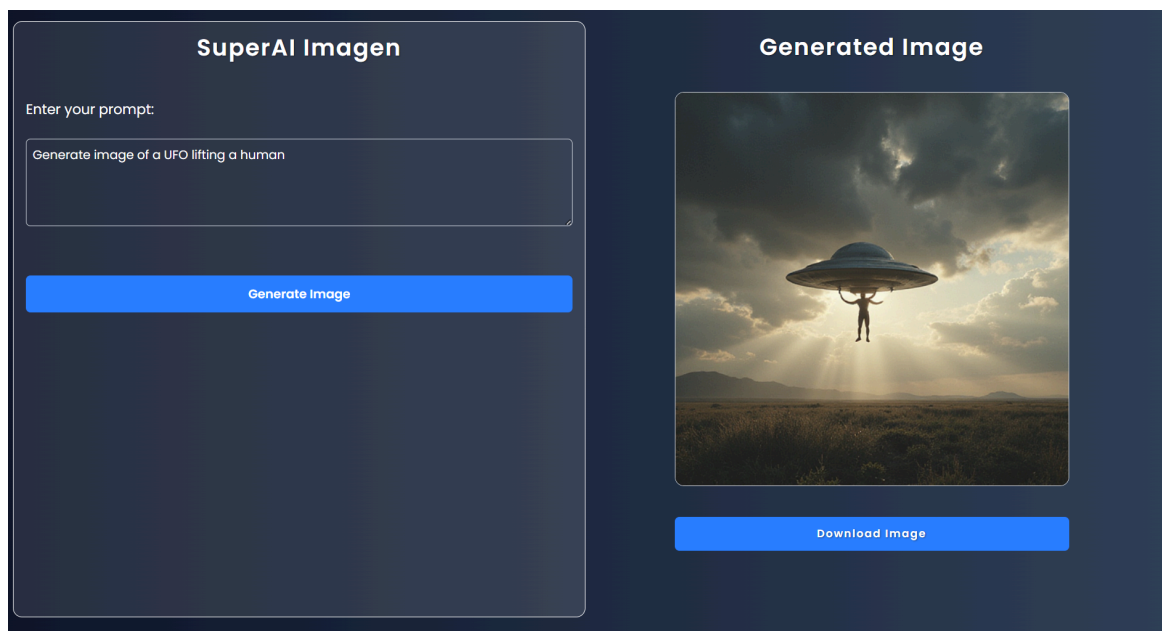 SuperAI Imagen
Enter your prompt:
Generate image of a UFO lifting a human
Generate Image
Generated Image
Download Image